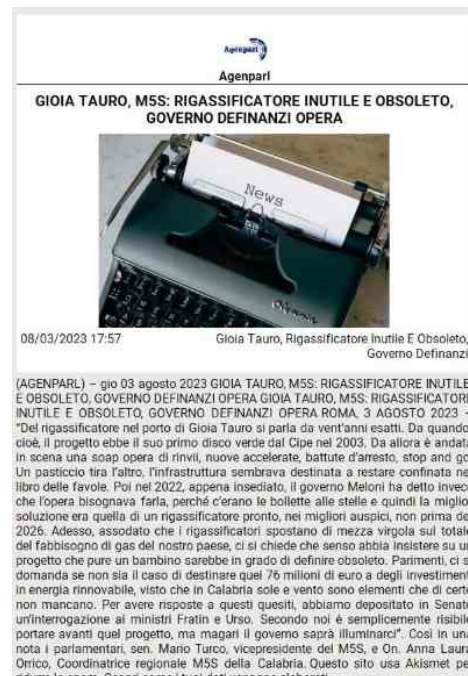 Agenparl
Agenparl
GIOIA TAURO, M5S: RIGASSIFICATORE INUTILE E OBSOLETO,
GOVERNO DEFINANZI OPERA
News
Olympia
08/03/2023 17:57
Gioia Tauro, Rigassificatore Inutile E Obsoleto,
Governo Definanzi
(AGENPARL) – gio 03 agosto 2023 GIOIA TAURO, M5S: RIGASSIFICATORE INUTILE
E OBSOLETO, GOVERNO DEFINANZI OPERA GIOIA TAURO, M5S: RIGASSIFICATORE
INUTILE E OBSOLETO, GOVERNO DEFINANZI OPERA ROMA, 3 AGOSTO 2023 -
"Del rigassificatore nel porto di Gioia Tauro si parla da vent'anni esatti. Da quando,
cioè, il progetto ebbe il suo primo disco verde dal Cipe nel 2003. Da allora è andata
in scena una soap opera di rinvii, nuove accelerate, battute d'arresto, stop and go.
Un pasticcio tira l'altro, l'infrastruttura sembrava destinata a restare confinata nel
libro delle favole. Poi nel 2022, appena insediato, il governo Meloni ha detto invece
che l'opera bisognava farla, perché c'erano le bollette alle stelle e quindi la miglior
soluzione era quella di un rigassificatore pronto, nei migliori auspici, non prima del
2026. Adesso, assodato che i rigassificatori spostano di mezza virgola sul totale
del fabbisogno di gas del nostro paese, ci si chiede che senso abbia insistere su un
progetto che pure un bambino sarebbe in grado di definire obsoleto. Parimenti, ci si
domanda se non sia il caso di destinare quei 76 milioni di euro a degli investimenti
in energia rinnovabile, visto che in Calabria sole e vento sono elementi che di certo
non mancano. Per avere risposte a questi quesiti, abbiamo depositato in Senato
un'interrogazione ai ministri Fratin e Urso. Secondo noi è semplicemente risibile
portare avanti quel progetto, ma magari il governo saprà illuminarci". Così in una
nota i parlamentari, sen. Mario Turco, vicepresidente del M5S, e On. Anna Laura
Orrico, Coordinatrice regionale M5S della Calabria. Questo sito usa Akismet per